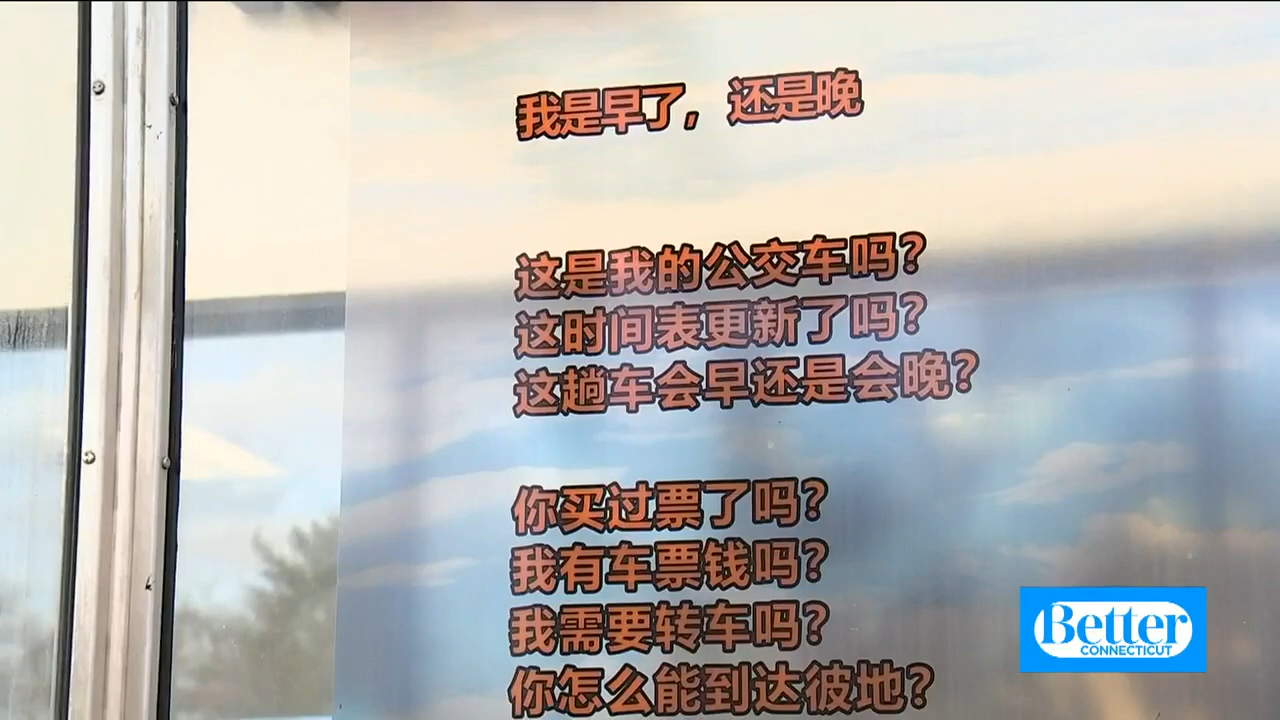 我是早了，还是晚
这是我的公交车吗？
这时间表更新了吗？
这趟车会早还是会晚？
你买过票了吗？
我有车票钱吗？
我需要转车吗？
你怎么能到达彼地？
Better
CONNECTICUT